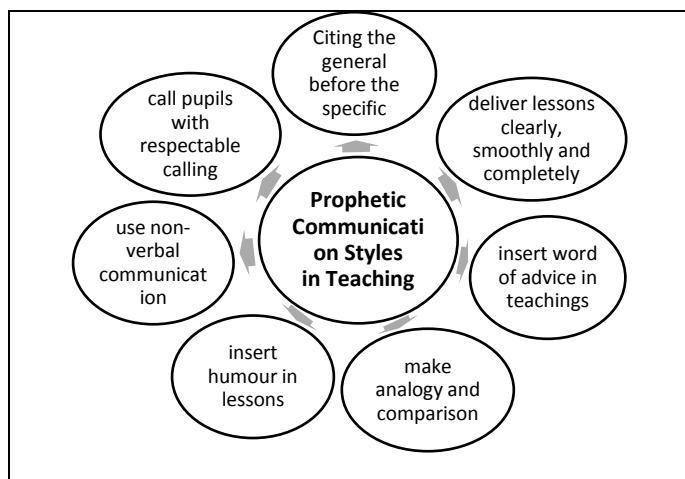 Citing the
general
before the
specific
deliver lessons
clearly,
smoothly and
completely
insert word
of advice in
teachings
make
analogy and
comparison
insert
humour in
lessons
use non-
verbal
communicat
ion
call pupils
with
respectable
calling
Prophetic
Communicati
on Styles
in Teaching